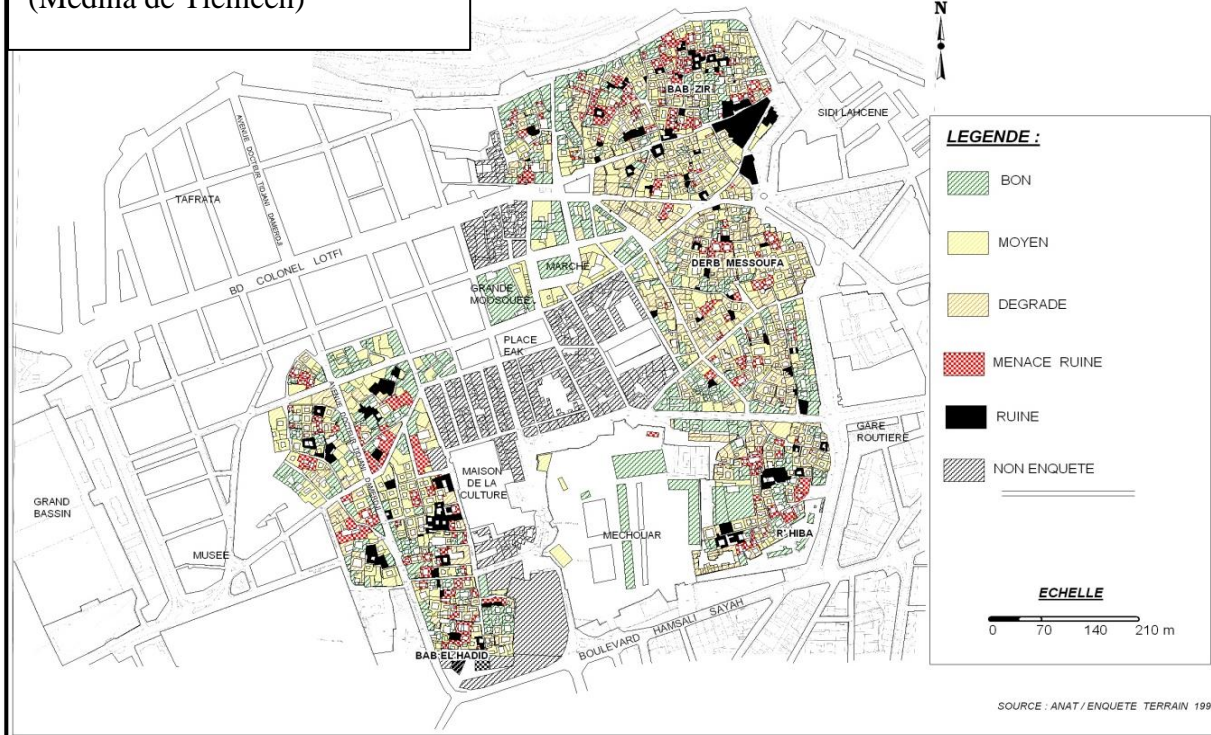 (Médina de Tlemcen)
N
BAB ZIR
SIDI LAHCENE
TAFRATA
AVENUE DOCTEUR TIDJANI DAMERDJI
BD COLONEL LOTFI
DERB MESSOUFA
MARCHE
GRANDE
MOOSQUEE
PLACE
EAK
GARE
ROUTIERE
MAISON
DE LA
CULTURE
GRAND
BASSIN
MUSEE
MECHOUAR
R'HIBA
BAB EL HADID
BOULEVARD HAMSALI SAYAH
LEGENDE :
BON
MOYEN
DEGRADE
MENACE RUINE
RUINE
NON ENQUETE
ECHELLE
0 70 140 210 m
SOURCE : ANAT / ENQUETE TERRAIN 199